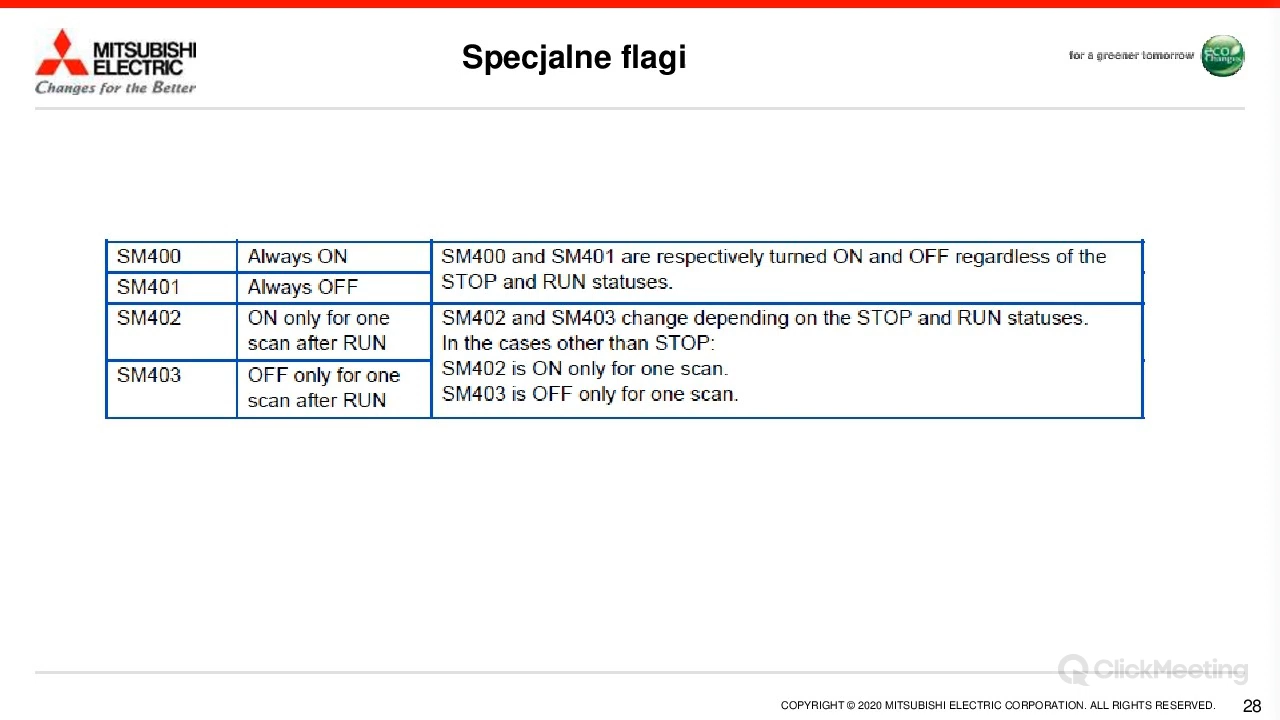 MITSUBISHI
ELECTRIC
Changes for the Better
Specjalne flagi
for a greener tomorrow
eco
Changes
SM400 Always ON SM400 and SM401 are respectively turned ON and OFF regardless of the
SM401 Always OFF STOP and RUN statuses.
SM402 ON only for one SM402 and SM403 change depending on the STOP and RUN statuses.
scan after RUN In the cases other than STOP:
SM403 OFF only for one SM402 is ON only for one scan.
scan after RUN SM403 is OFF only for one scan.
ClickMeeting
COPYRIGHT © 2020 MITSUBISHI ELECTRIC CORPORATION. ALL RIGHTS RESERVED. 28